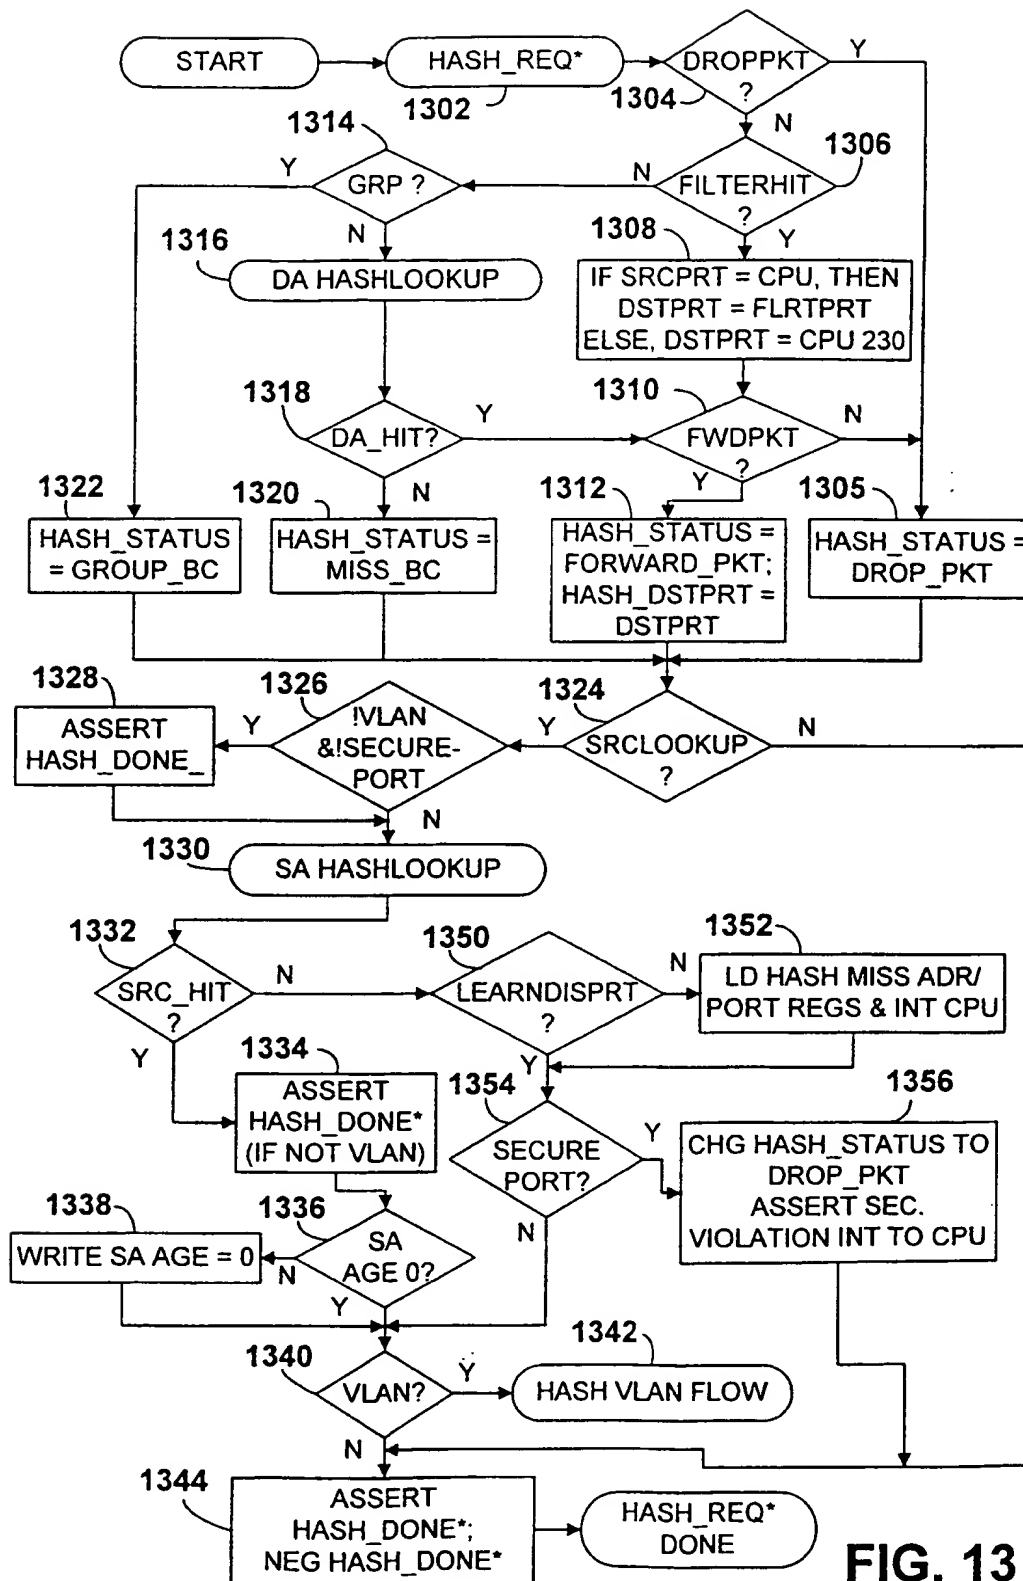 START
HASH_REQ*
1302
DROPPKT
?
1304
Y
N
1314
GRP ?
Y
N
FILTERHIT
?
1306
N
Y
1316
DA HASHLOOKUP
1308
IF SRCPRT = CPU, THEN
DSTPRT = FLRTPRT
ELSE, DSTPRT = CPU 230
1318
DA_HIT?
Y
N
1310
FWDPKT
?
N
Y
1322
HASH_STATUS
= GROUP_BC
1320
HASH_STATUS =
MISS_BC
1312
HASH_STATUS =
FORWARD_PKT;
HASH_DSTPRT =
DSTPRT
1305
HASH_STATUS =
DROP_PKT
1328
ASSERT
HASH_DONE_
Y
1326
!VLAN
&!SECURE-
PORT
N
Y
1324
SRCLOOKUP
?
N
1330
SA HASHLOOKUP
1332
SRC_HIT
?
N
Y
1350
LEARNDISPRT
?
N
Y
1352
LD HASH MISS ADR/
PORT REGS & INT CPU
1334
ASSERT
HASH_DONE*
(IF NOT VLAN)
1354
SECURE
PORT?
Y
N
1356
CHG HASH_STATUS TO
DROP_PKT
ASSERT SEC.
VIOLATION INT TO CPU
1338
WRITE SA AGE = 0
N
1336
SA
AGE 0?
Y
1340
VLAN?
Y
N
1342
HASH VLAN FLOW
1344
ASSERT
HASH_DONE*;
NEG HASH_DONE*
HASH_REQ*
DONE
FIG. 13